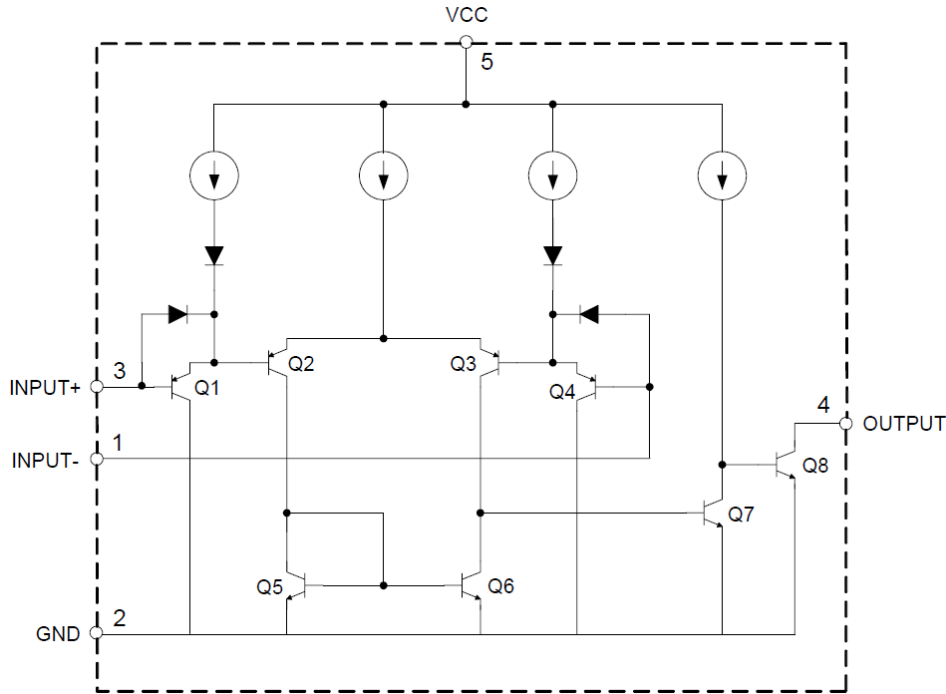 VCC
5
3
INPUT+
Q1
Q2
Q3
Q4
1
INPUT-
4
OUTPUT
Q8
Q7
Q5
Q6
2
GND